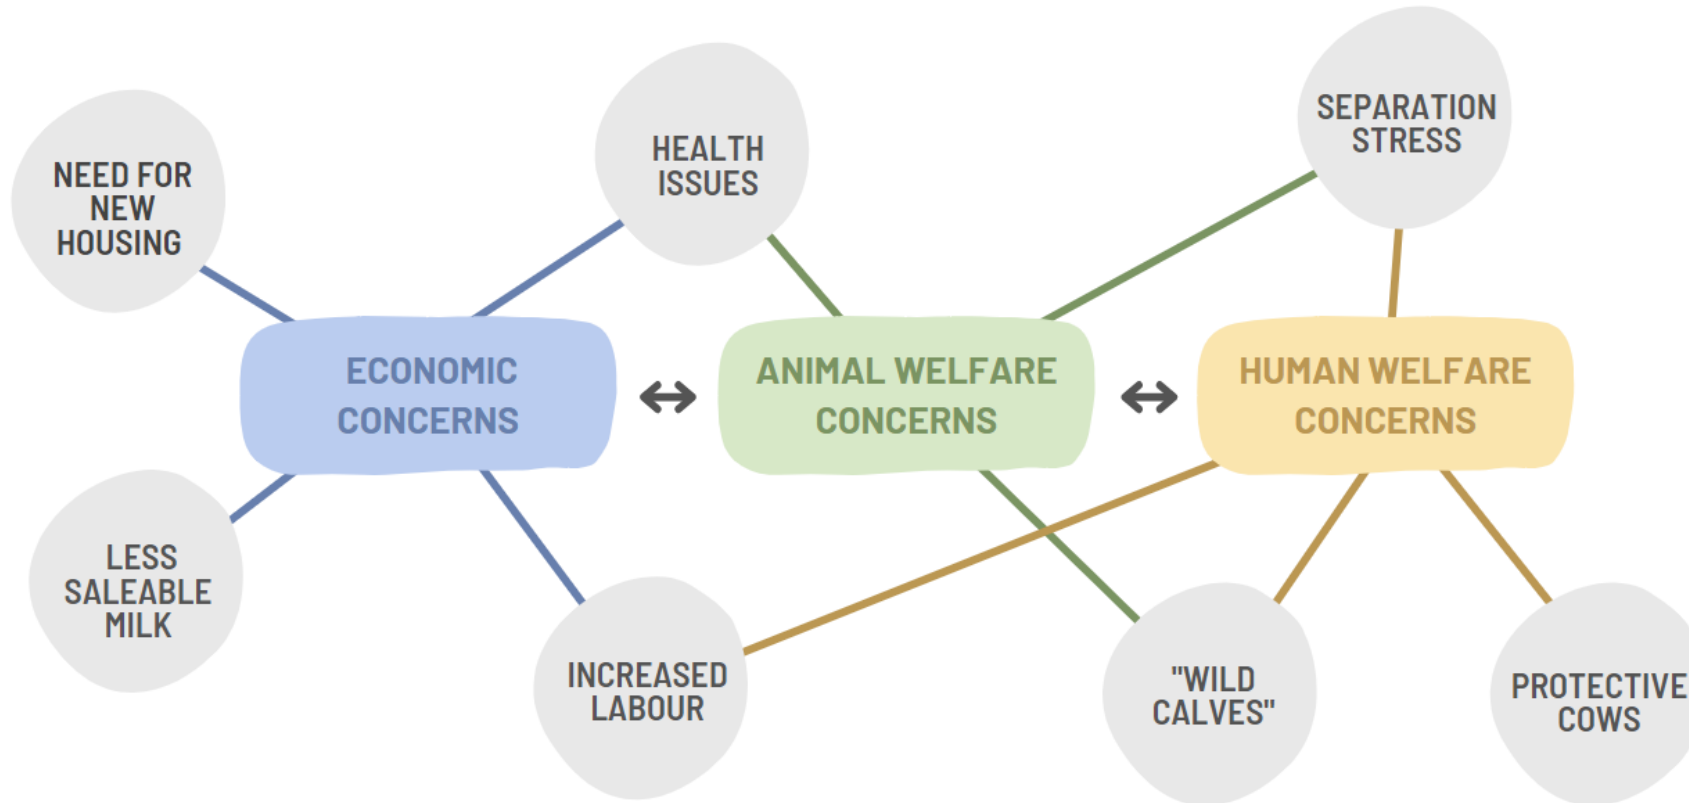 SEPARATION
STRESS
HEALTH
ISSUES
NEED FOR
NEW
HOUSING
ECONOMIC
CONCERNS
ANIMAL WELFARE
CONCERNS
HUMAN WELFARE
CONCERNS
LESS
SALEABLE
MILK
INCREASED
LABOUR
"WILD
CALVES"
PROTECTIVE
COWS